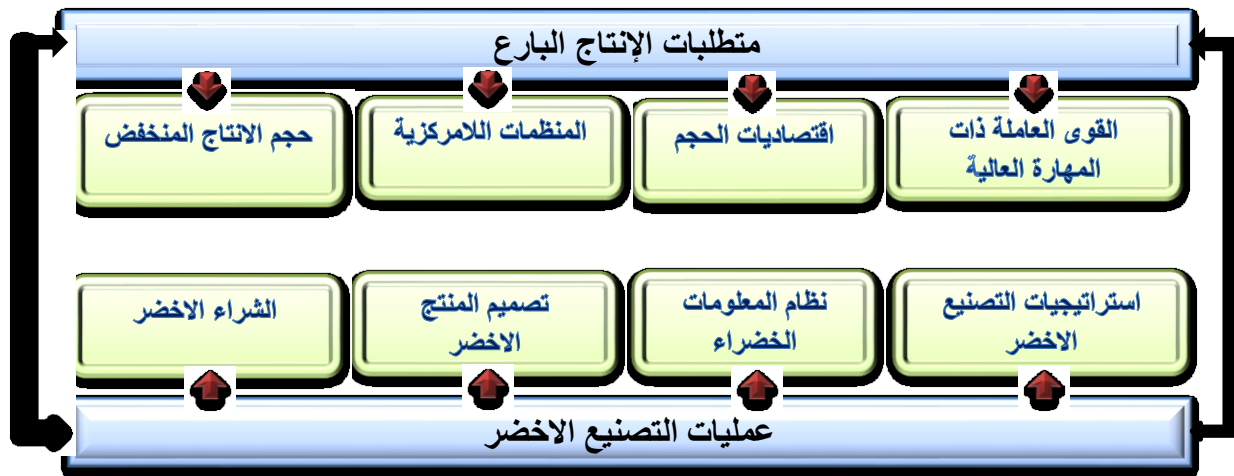 متطلبات الإنتاج البارع
القوى العاملة ذات
المهارة العالية
اقتصاديات الحجم
المنظمات اللامركزية
حجم الانتاج المنخفض
استراتيجيات التصنيع
الاخضر
نظام المعلومات
الخضراء
تصميم المنتج
الاخضر
الشراء الاخضر
عمليات التصنيع الاخضر